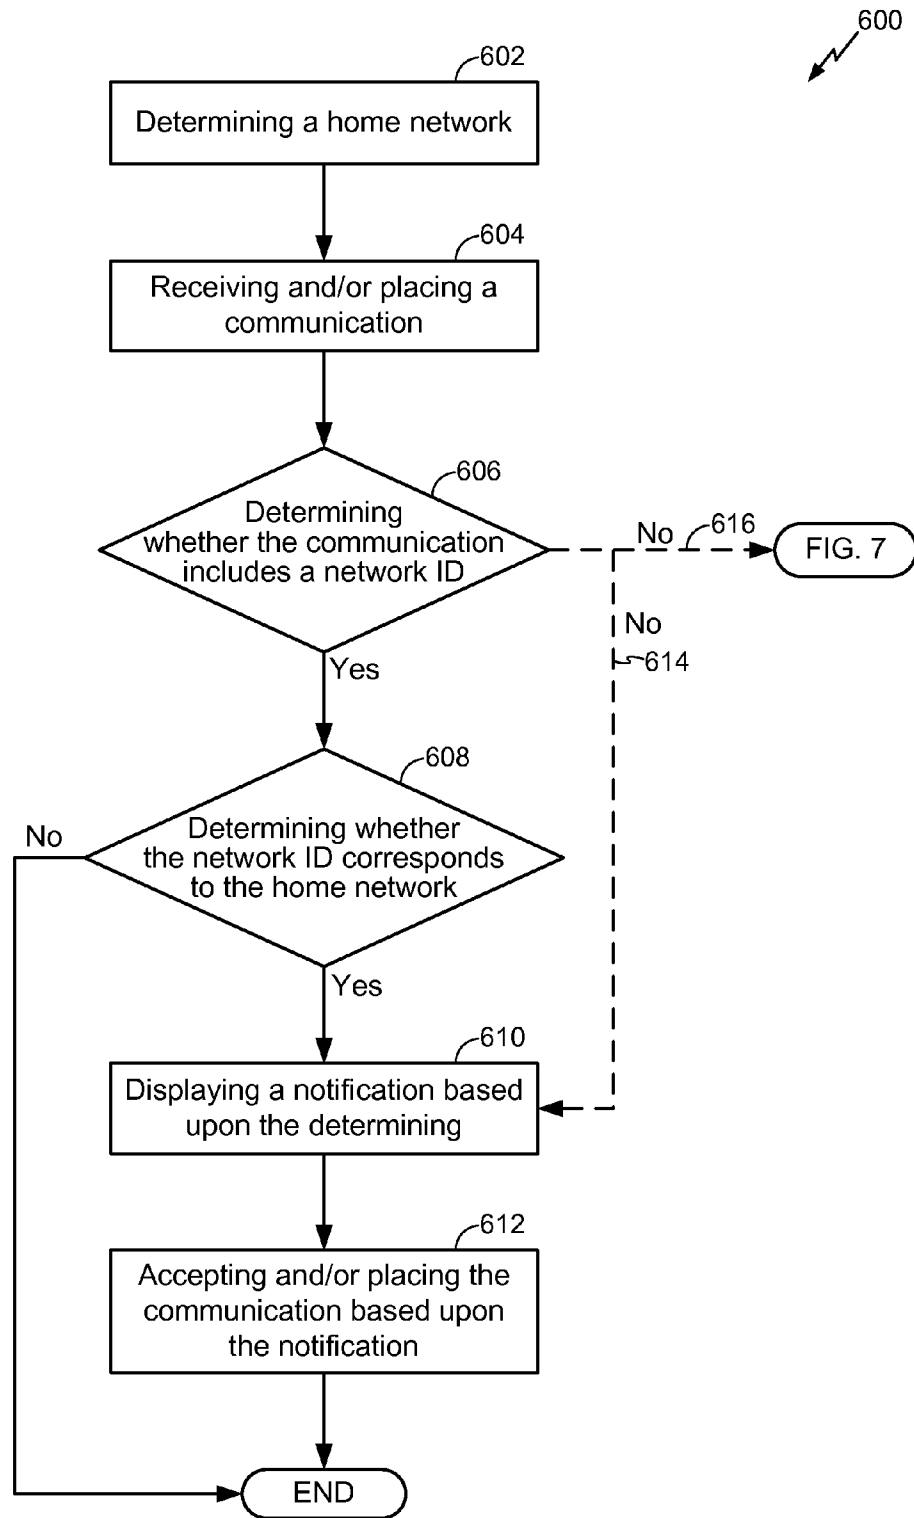 600
602
Determining a home network
604
Receiving and/or placing a
communication
606
Determining
whether the communication
includes a network ID
No
616
FIG. 7
No
614
Yes
608
No
Determining whether
the network ID corresponds
to the home network
Yes
610
Displaying a notification based
upon the determining
612
Accepting and/or placing the
communication based upon
the notification
END